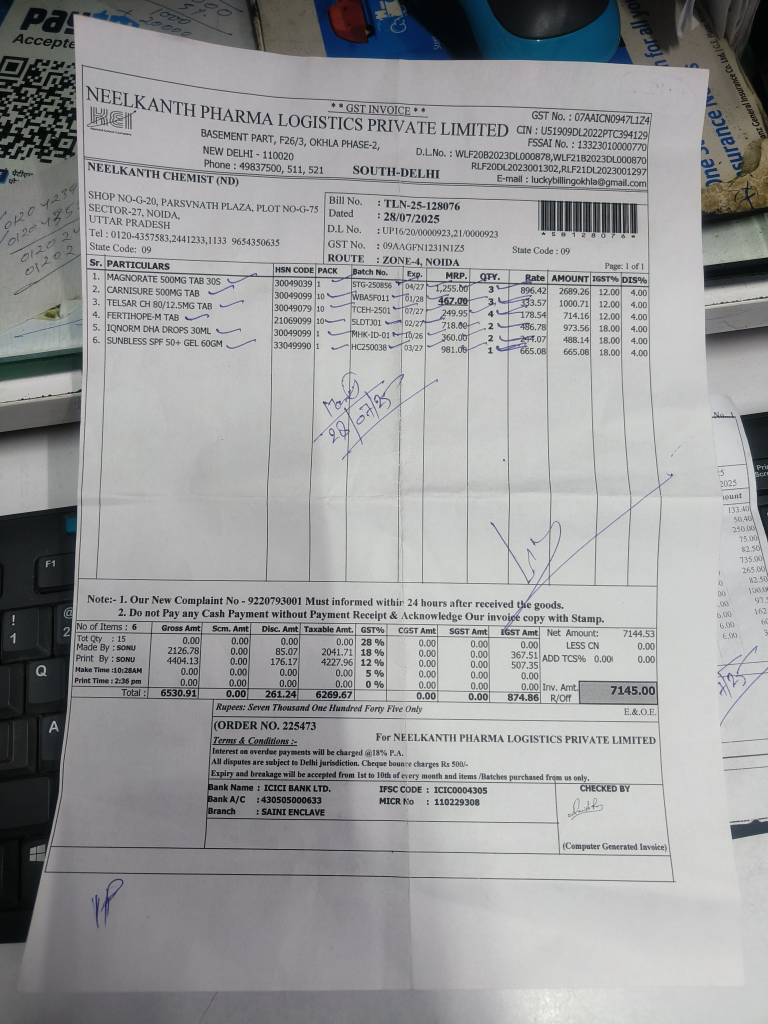 Paytm
Accepte
** GST INVOICE **
NEELKANTH PHARMA LOGISTICS PRIVATE LIMITED
BASEMENT PART, F26/3, OKHLA PHASE-2,
NEW DELHI - 110020
Phone : 49837500, 511, 521
SOUTH-DELHI
GST No. : 07AAICN0947L1Z4
CIN : U51909DL2022PTC394129
FSSAI No. : 13323010000770
D.L.No. : WLF20B2023DL000878,WLF21B2023DL000870
RLF20DL2023001302,RLF21DL2023001297
E-mail : luckybillingokhla@gmail.com
NEELKANTH CHEMIST (ND)
SHOP NO-G-20, PARSVNATH PLAZA, PLOT NO-G-75
SECTOR-27, NOIDA,
UTTAR PRADESH
Tel : 0120-4357583,2441233,1133 9654350635
State Code: 09
Bill No. : TLN-25-128076
Dated : 28/07/2025
D.L No. : UP16/20/0000923,21/0000923
GST No. : 09AAGFN1231N1Z5
State Code : 09
ROUTE : ZONE-4, NOIDA
*58128076*
Page: 1 of 1
Sr. PARTICULARS HSN CODE PACK Batch No. Exp. MRP. QTY. Rate AMOUNT IGST% DIS%
1. MAGNORATE 500MG TAB 30S 30049039 1 STG-250856 04/27 1,255.00 3 896.42 2689.26 12.00 4.00
2. CARNISURE 500MG TAB 30049099 10 WBA5F011 01/28 467.00 3 333.57 1000.71 12.00 4.00
3. TELSAR CH 80/12.5MG TAB 30049079 10 TCEH-2501 07/27 249.95 4 178.54 714.16 12.00 4.00
4. FERTIHOPE-M TAB 21069099 10 SLDTJ01 02/27 718.00 2 486.78 973.56 18.00 4.00
5. IQNORM DHA DROPS 30ML 30049099 1 MHK-ID-01 10/26 360.00 2 244.07 488.14 18.00 4.00
6. SUNBLESS SPF 50+ GEL 60GM 33049990 1 HC250038 03/27 981.00 1 665.08 665.08 18.00 4.00
28/07/25
Note:- 1. Our New Complaint No - 9220793001 Must informed within 24 hours after received the goods.
2. Do not Pay any Cash Payment without Payment Receipt & Acknowledge Our invoice copy with Stamp.
No of Items : 6 Gross Amt Scm. Amt Disc. Amt Taxable Amt. GST% CGST Amt SGST Amt IGST Amt
Tot Qty : 15 0.00 0.00 0.00 0.00 28 % 0.00 0.00 0.00
Made By : SONU 2126.78 0.00 85.07 2041.71 18 % 0.00 0.00 367.51
Print By : SONU 4404.13 0.00 176.17 4227.96 12 % 0.00 0.00 507.35
Make Time :10:28AM 0.00 0.00 0.00 0.00 5 % 0.00 0.00 0.00
Print Time : 2:36 pm 0.00 0.00 0.00 0.00 0 % 0.00 0.00 0.00
Total : 6530.91 0.00 261.24 6269.67 0.00 0.00 874.86
Net Amount: 7144.53
LESS CN 0.00
ADD TCS% 0.00 0.00
Inv. Amt. 7145.00
R/Off
Rupees: Seven Thousand One Hundred Forty Five Only
E.&.O.E.
(ORDER NO. 225473
For NEELKANTH PHARMA LOGISTICS PRIVATE LIMITED
Terms & Conditions :-
Interest on overdue payments will be charged @18% P.A.
All disputes are subject to Delhi jurisdiction. Cheque bounce charges Rs 500/-
Expiry and breakage will be accepted from 1st to 10th of every month and items /Batches purchased from us only.
Bank Name : ICICI BANK LTD. IFSC CODE : ICIC0004305
Bank A/C : 430505000633 MICR No : 110229308
Branch : SAINI ENCLAVE
CHECKED BY
(Computer Generated Invoice)
F1
!
1
@
Q
A
2025
133.40
50.40
250.00
75.00
82.50
735.00
265.00
82.50